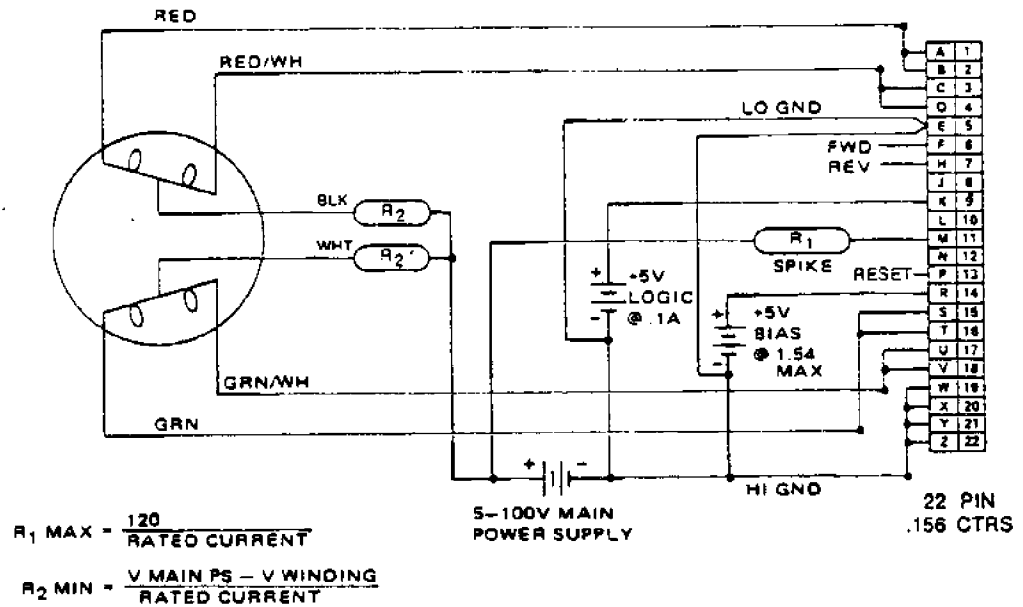 RED
RED/WH
LO GND
FWD
REV
BLK
R2
WHT
R2
R1
SPIKE
RESET
+ +5V
LOGIC
- @ .1A
+ +5V
BIAS
- @ 1.54
MAX
GRN/WH
GRN
+ -
HI GND
5-100V MAIN
POWER SUPPLY
A 1
B 2
C 3
D 4
E 5
F 6
H 7
J 8
K 9
L 10
M 11
N 12
P 13
R 14
S 15
T 16
U 17
V 18
W 19
X 20
Y 21
Z 22
22 PIN
.156 CTRS
R1 MAX = 120
RATED CURRENT
R2 MIN = V MAIN PS – V WINDING
RATED CURRENT